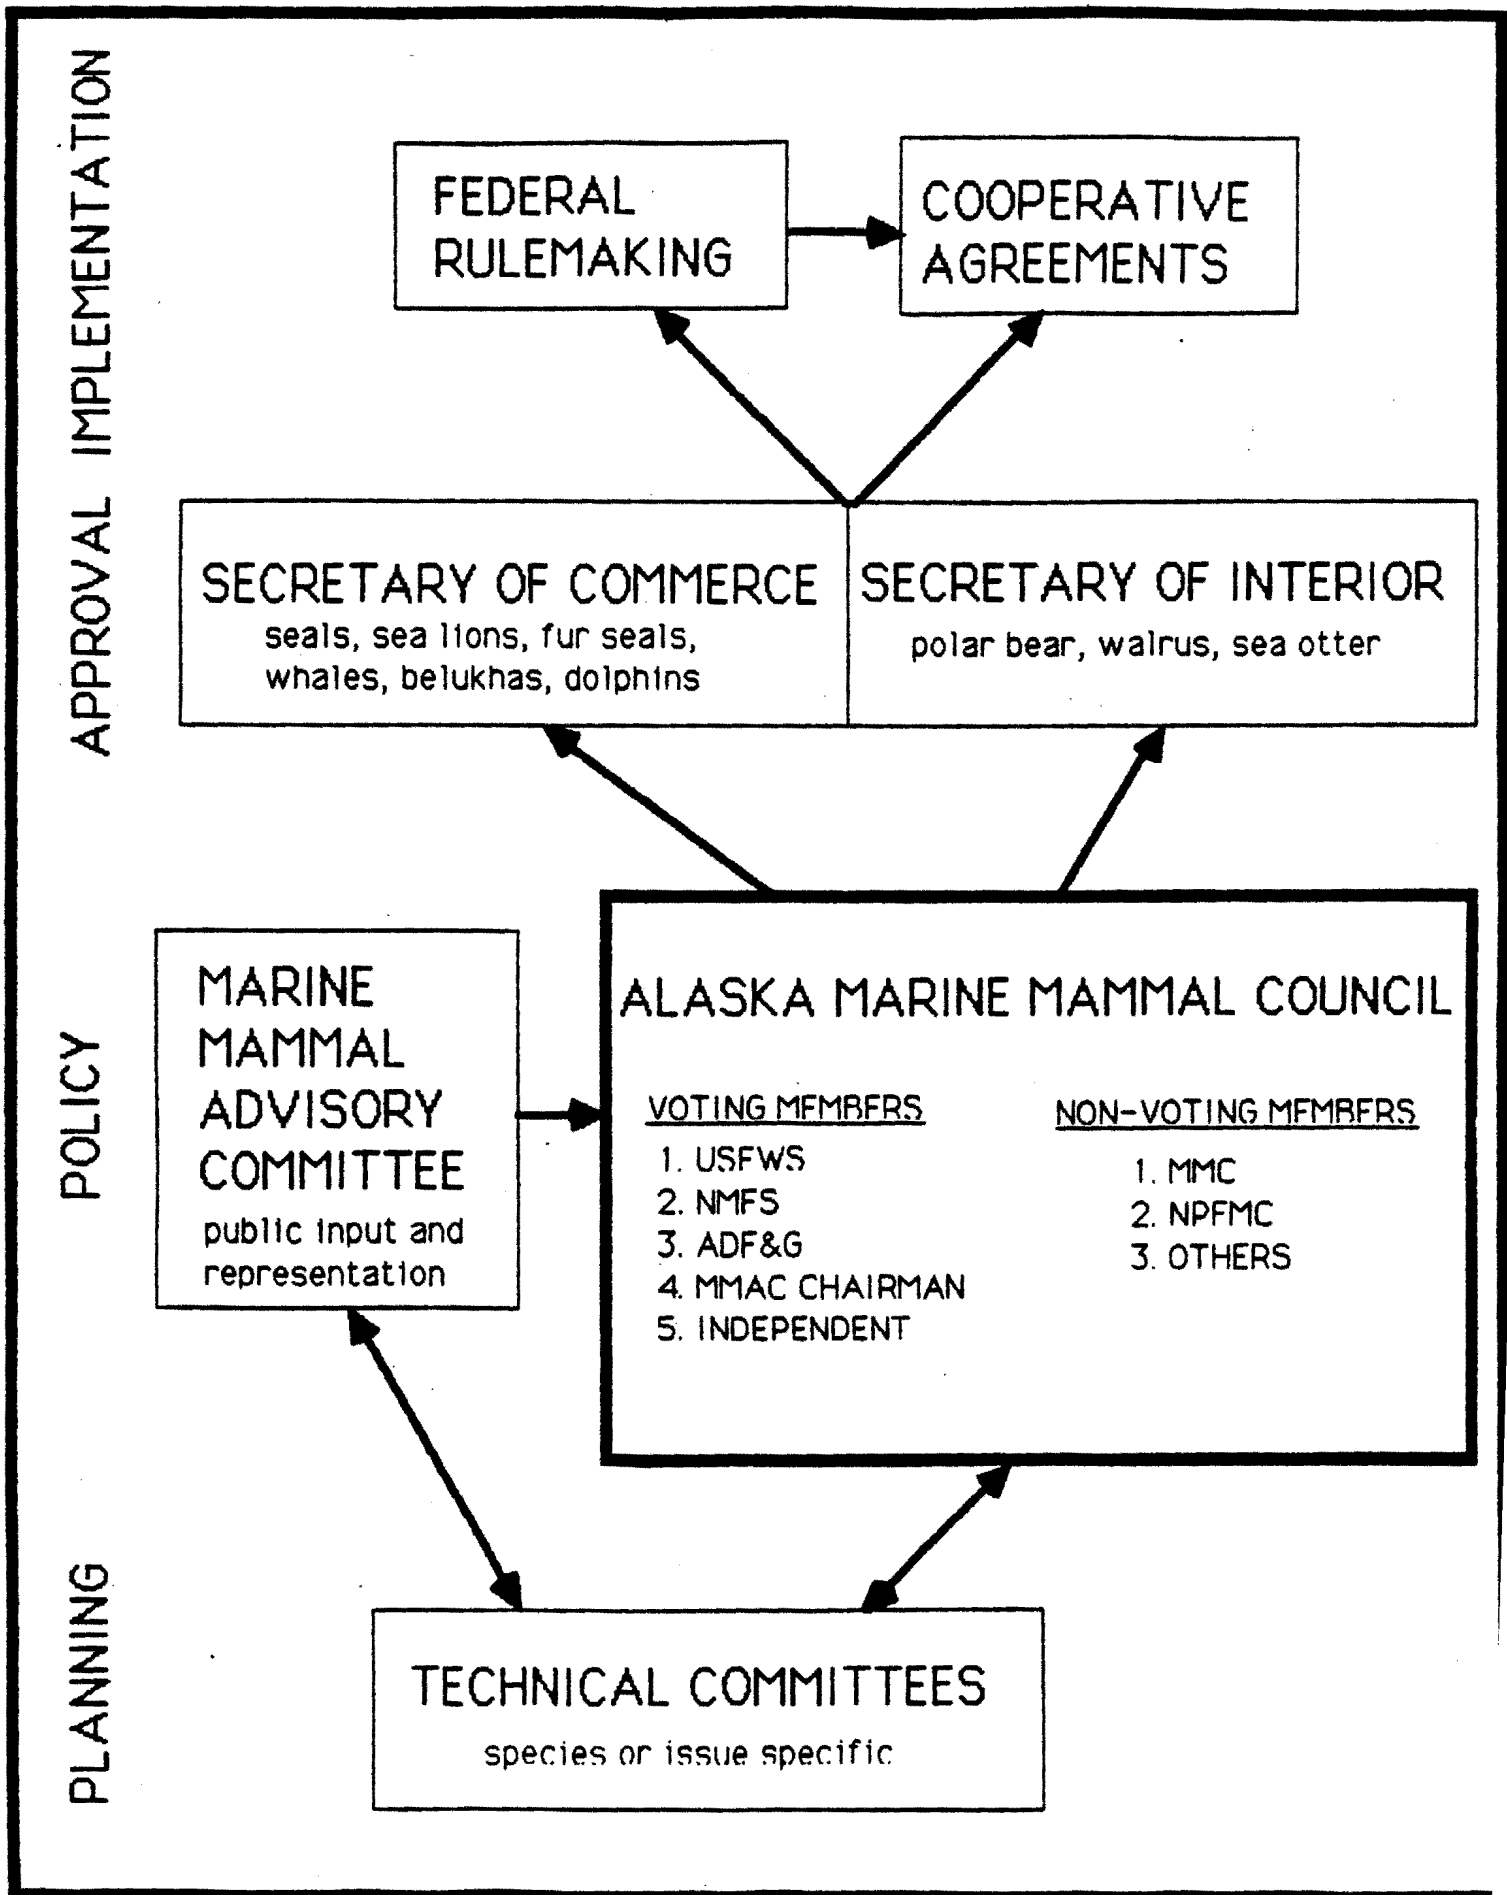 IMPLEMENTATION
FEDERAL
RULEMAKING
COOPERATIVE
AGREEMENTS
APPROVAL
SECRETARY OF COMMERCE
seals, sea lions, fur seals,
whales, belukhas, dolphins
SECRETARY OF INTERIOR
polar bear, walrus, sea otter
POLICY
MARINE
MAMMAL
ADVISORY
COMMITTEE
public input and
representation
ALASKA MARINE MAMMAL COUNCIL
VOTING MEMBERS
1. USFWS
2. NMFS
3. ADF&G
4. MMAC CHAIRMAN
5. INDEPENDENT
NON-VOTING MEMBERS
1. MMC
2. NPFMC
3. OTHERS
PLANNING
TECHNICAL COMMITTEES
species or issue specific